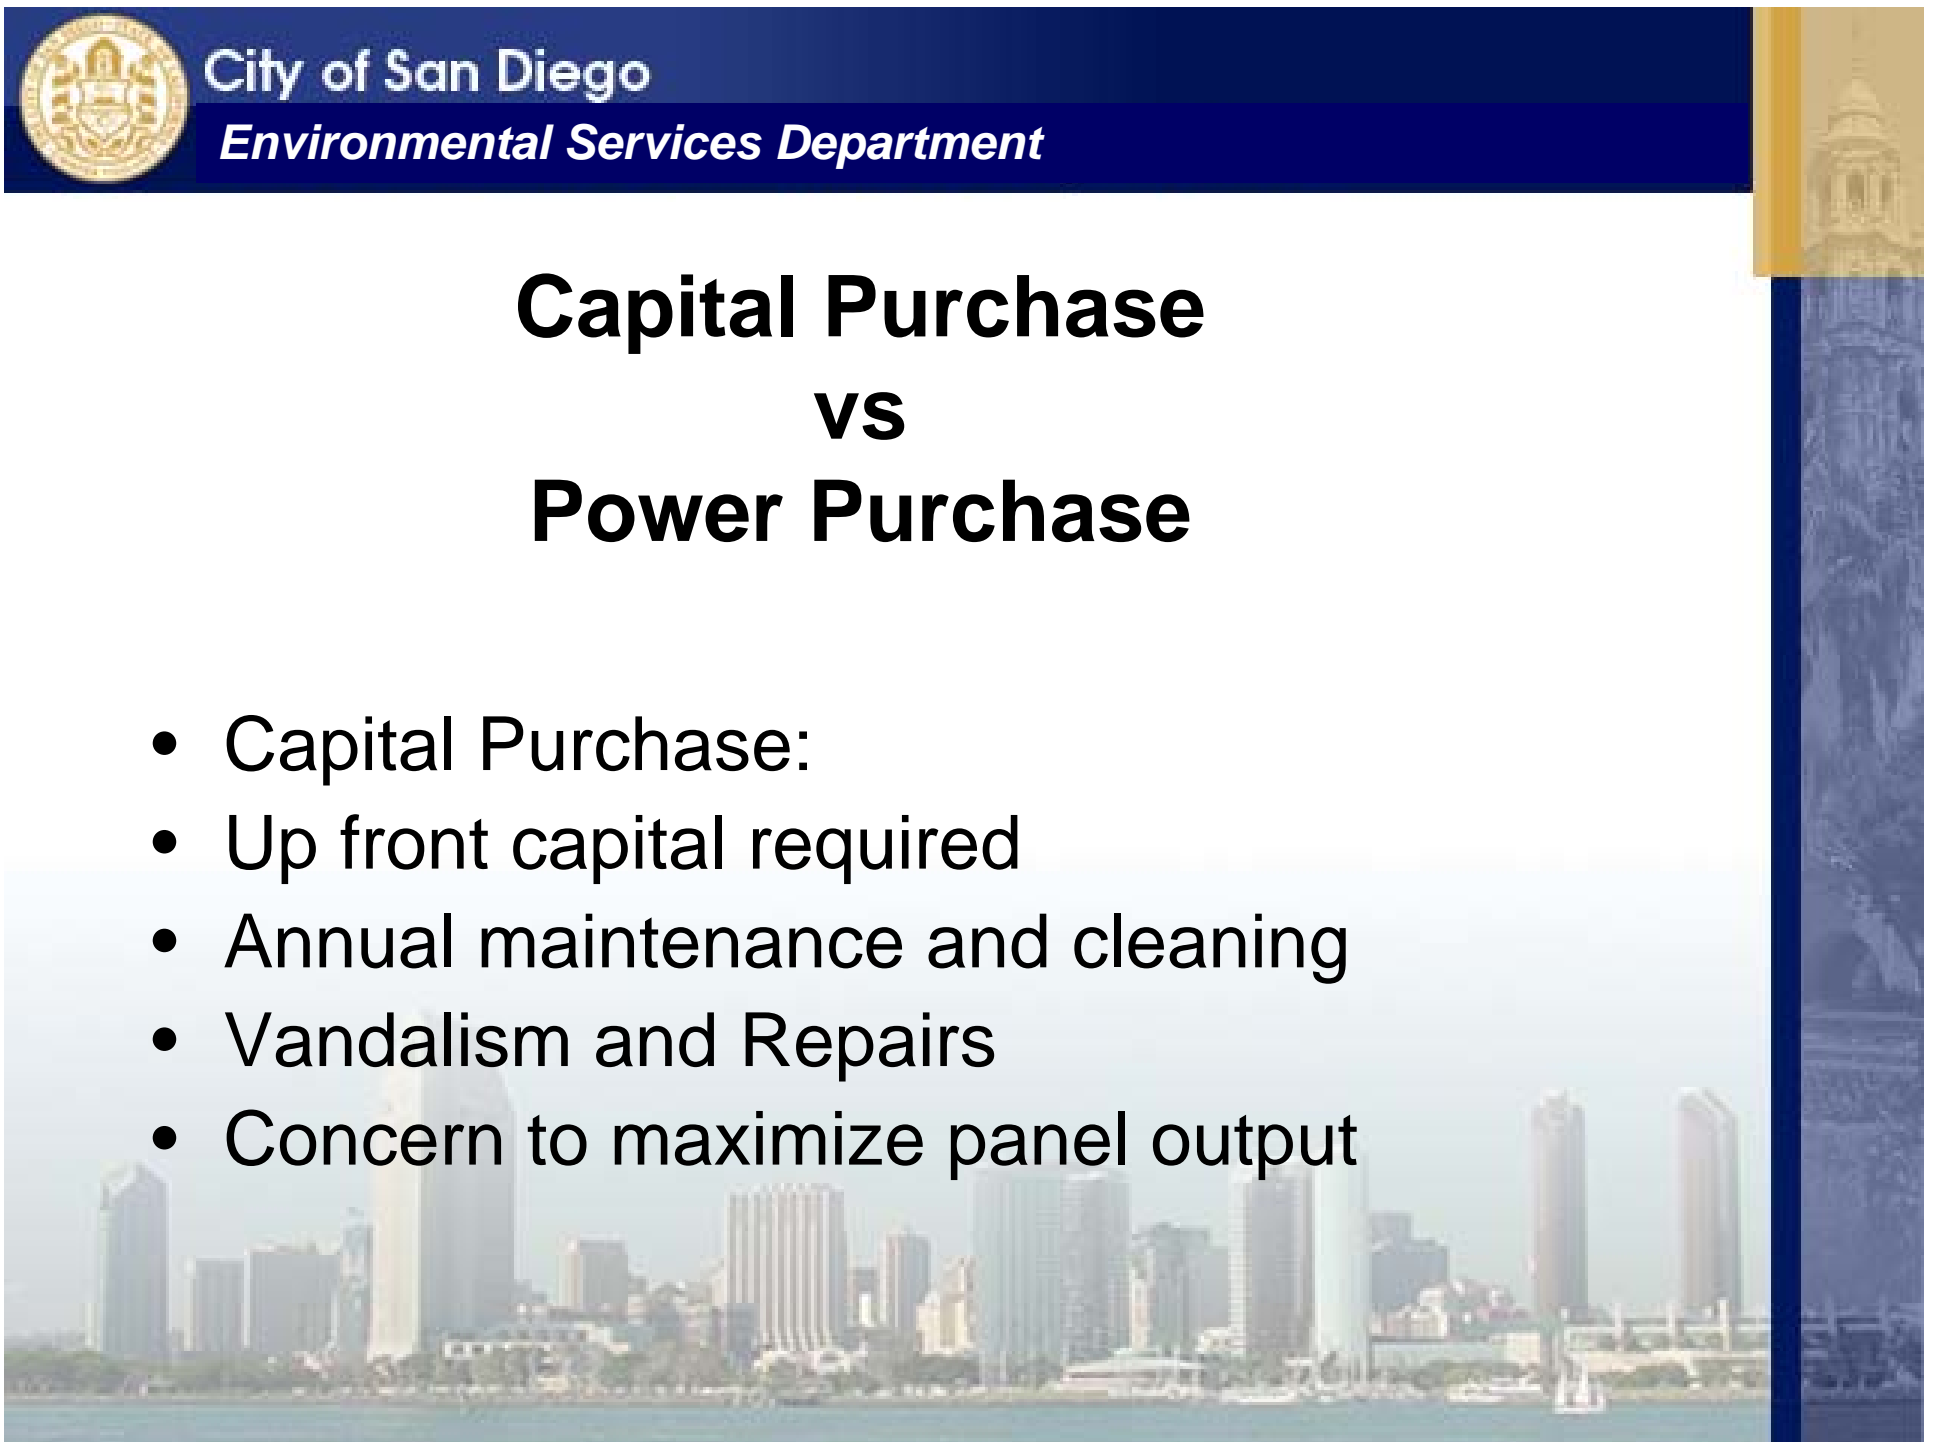 City of San Diego
Environmental Services Department
Capital Purchase
vs
Power Purchase
• Capital Purchase:
• Up front capital required
• Annual maintenance and cleaning
• Vandalism and Repairs
• Concern to maximize panel output